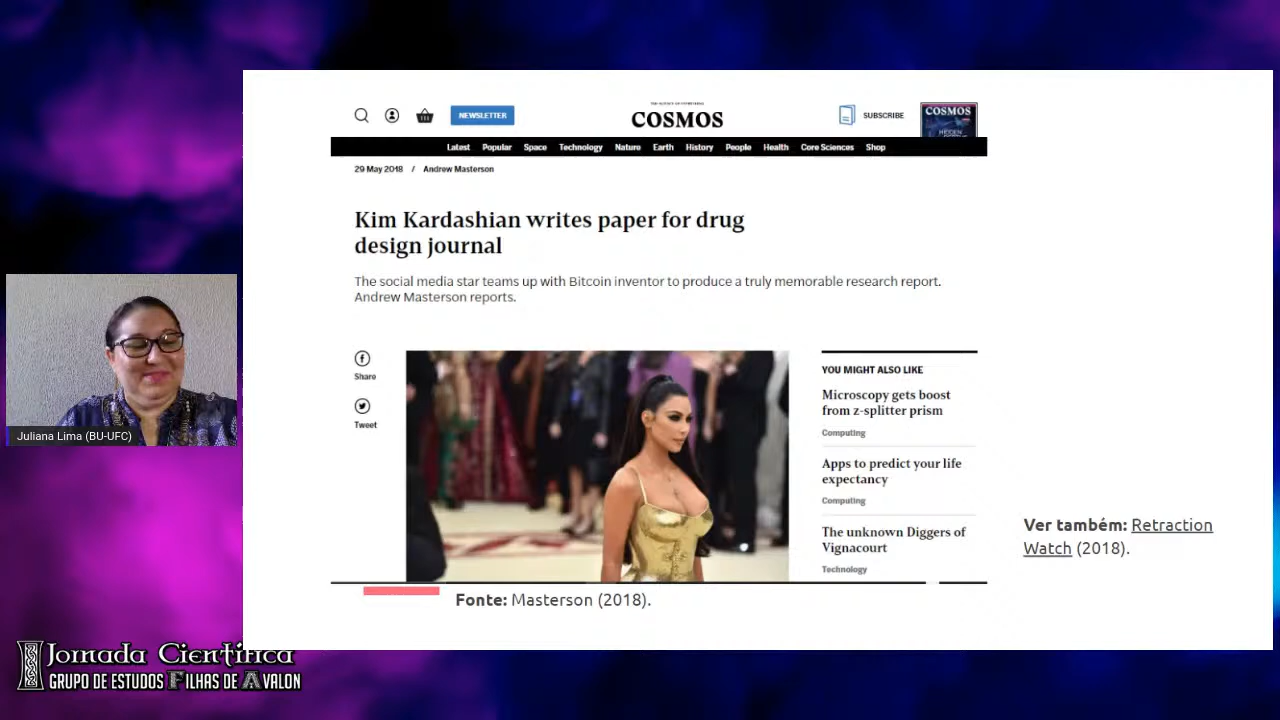 NEWSLETTER
COSMOS
SUBSCRIBE
COSMOS
Latest Popular Space Technology Nature Earth History People Health Core Sciences Shop
29 May 2018 / Andrew Masterson
Kim Kardashian writes paper for drug
design journal
The social media star teams up with Bitcoin inventor to produce a truly memorable research report.
Andrew Masterson reports.
Share
Tweet
YOU MIGHT ALSO LIKE
Microscopy gets boost
from z-splitter prism
Computing
Apps to predict your life
expectancy
Computing
The unknown Diggers of
Vignacourt
Technology
Ver também: Retraction
Watch (2018).
Fonte: Masterson (2018).
Juliana Lima (BU-UFC)
Jornada Científica
GRUPO DE ESTUDOS FILHAS DE AVALON